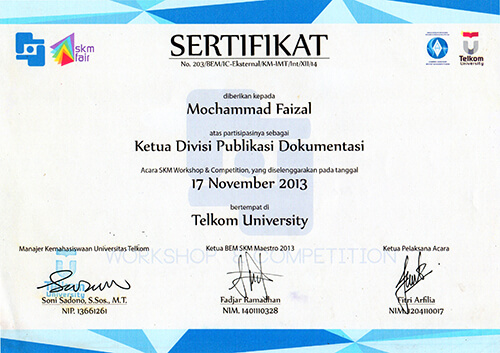 skm
fair
SERTIFIKAT
No. 203/BEM/IC-Eksternal/KM-IMT/Int/XII/14
Telkom
University
diberikan kepada
Mochammad Faizal
atas partisipasinya sebagai
Ketua Divisi Publikasi Dokumentasi
Acara SKM Workshop & Competition, yang diselenggarakan pada tanggal
17 November 2013
bertempat di
Telkom University
WORKSHOP & COMPETITION
Manajer Kemahasiswaan Universitas Telkom
Ketua BEM SKM Maestro 2013
Ketua Pelaksana Acara
Telkom
University
Soni Sadono, S.Sos., M.T.
NIP. 13661261
Fadjar Ramadhan
NIM. 1401110328
Fitri Arfilia
NIM.1204110017